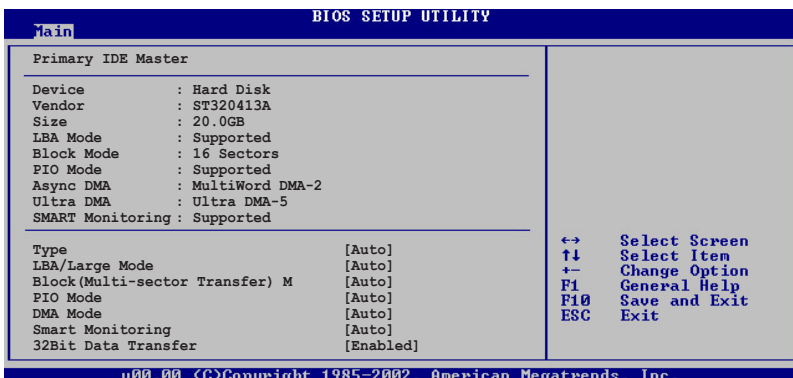 BIOS SETUP UTILITY
Main
Primary IDE Master
Device : Hard Disk
Vendor : ST320413A
Size : 20.0GB
LBA Mode : Supported
Block Mode : 16 Sectors
PIO Mode : Supported
Async DMA : MultiWord DMA-2
Ultra DMA : Ultra DMA-5
SMART Monitoring : Supported
Type [Auto]
LBA/Large Mode [Auto]
Block(Multi-sector Transfer) M [Auto]
PIO Mode [Auto]
DMA Mode [Auto]
Smart Monitoring [Auto]
32Bit Data Transfer [Enabled]
←→ Select Screen
↑↓ Select Item
+- Change Option
F1 General Help
F10 Save and Exit
ESC Exit
v00.00 (C)Copyright 1985-2002, American Megatrends, Inc.